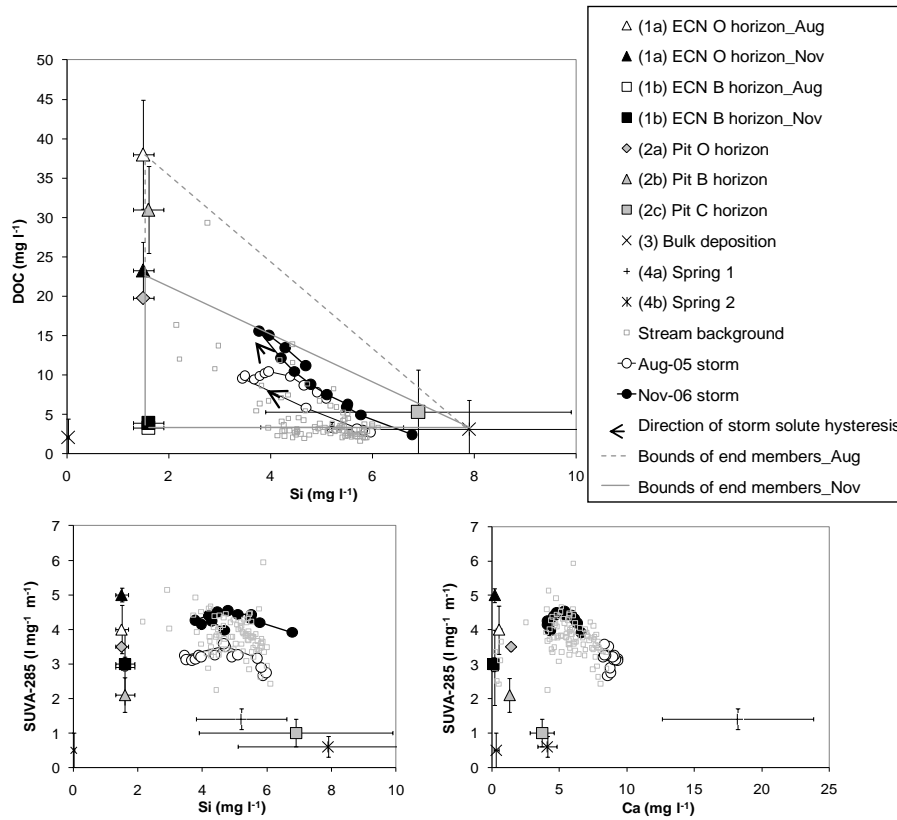 (1a) ECN O horizon_Aug
(1a) ECN O horizon_Nov
(1b) ECN B horizon_Aug
(1b) ECN B horizon_Nov
(2a) Pit O horizon
(2b) Pit B horizon
(2c) Pit C horizon
(3) Bulk deposition
(4a) Spring 1
(4b) Spring 2
Stream background
Aug-05 storm
Nov-06 storm
Direction of storm solute hysteresis
Bounds of end members_Aug
Bounds of end members_Nov
DOC (mg l⁻¹)
50
45
40
35
30
25
20
15
10
5
0
0 2 4 6 8 10
Si (mg l⁻¹)
SUVA-285 (l mg⁻¹ m⁻¹)
7
6
5
4
3
2
1
0
0 2 4 6 8 10
Si (mg l⁻¹)
SUVA-285 (l mg⁻¹ m⁻¹)
7
6
5
4
3
2
1
0
0 5 10 15 20 25
Ca (mg l⁻¹)